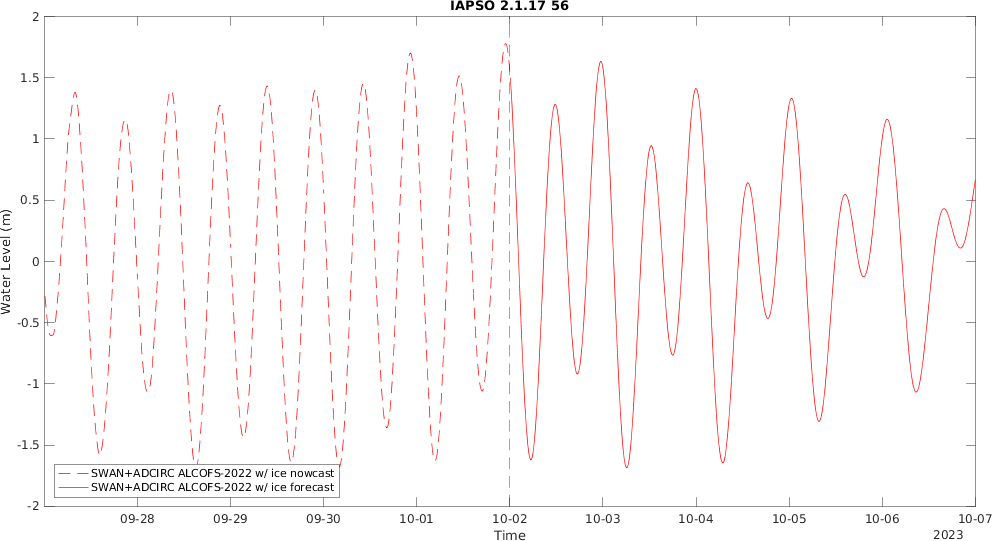 IAPSO 2.1.17 56
2
1.5
1
0.5
0
-0.5
-1
-1.5
-2
Water Level (m)
SWAN+ADCIRC ALCOFS-2022 w/ ice nowcast
SWAN+ADCIRC ALCOFS-2022 w/ ice forecast
09-28 09-29 09-30 10-01 10-02 10-03 10-04 10-05 10-06 10-07
Time
2023